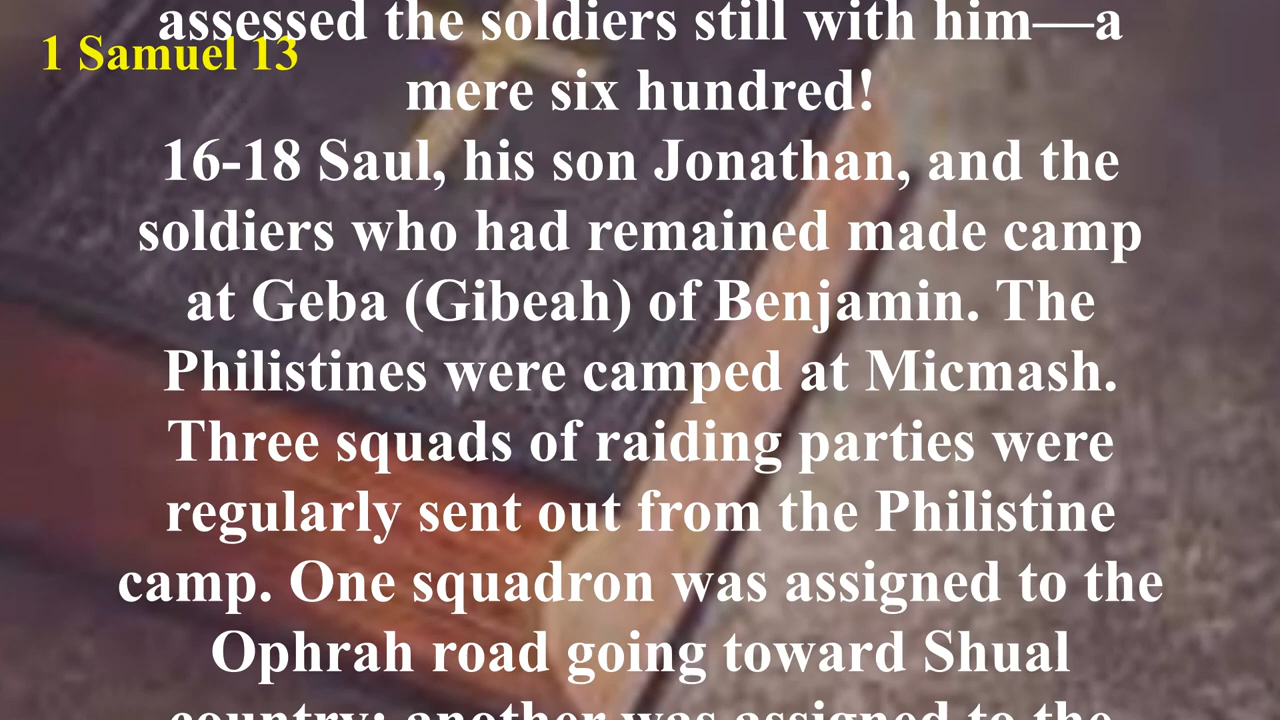 assessed the soldiers still with him—a
1 Samuel 13
mere six hundred!
16-18 Saul, his son Jonathan, and the
soldiers who had remained made camp
at Geba (Gibeah) of Benjamin. The
Philistines were camped at Micmash.
Three squads of raiding parties were
regularly sent out from the Philistine
camp. One squadron was assigned to the
Ophrah road going toward Shual
country; another was assigned to the